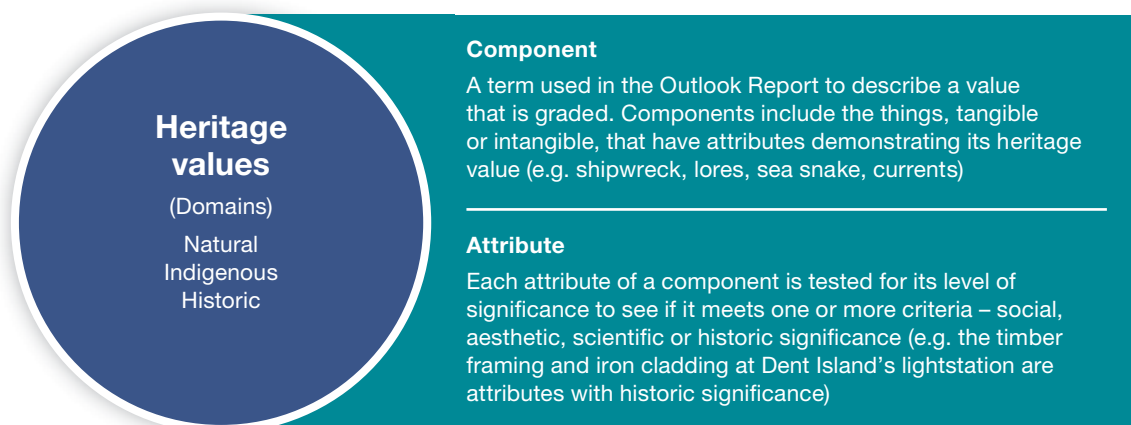 Heritage
values
(Domains)
Natural
Indigenous
Historic
Component
A term used in the Outlook Report to describe a value
that is graded. Components include the things, tangible
or intangible, that have attributes demonstrating its heritage
value (e.g. shipwreck, lores, sea snake, currents)
Attribute
Each attribute of a component is tested for its level of
significance to see if it meets one or more criteria – social,
aesthetic, scientific or historic significance (e.g. the timber
framing and iron cladding at Dent Island’s lightstation are
attributes with historic significance)